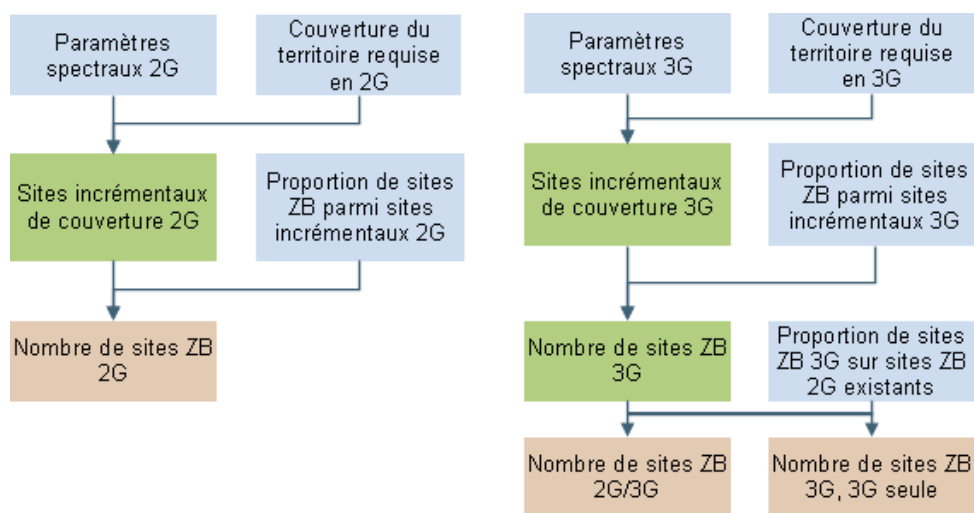 Paramètres
spectraux 2G
Couverture du
territoire requise
en 2G
Sites incrémentaux
de couverture 2G
Proportion de sites
ZB parmi sites
incrémentaux 2G
Nombre de sites ZB
2G
Paramètres
spectraux 3G
Couverture du
territoire requise
en 3G
Sites incrémentaux
de couverture 3G
Proportion de sites
ZB parmi sites
incrémentaux 3G
Nombre de sites ZB
3G
Proportion de sites
ZB 3G sur sites ZB
2G existants
Nombre de sites ZB
2G/3G
Nombre de sites ZB
3G, 3G seule